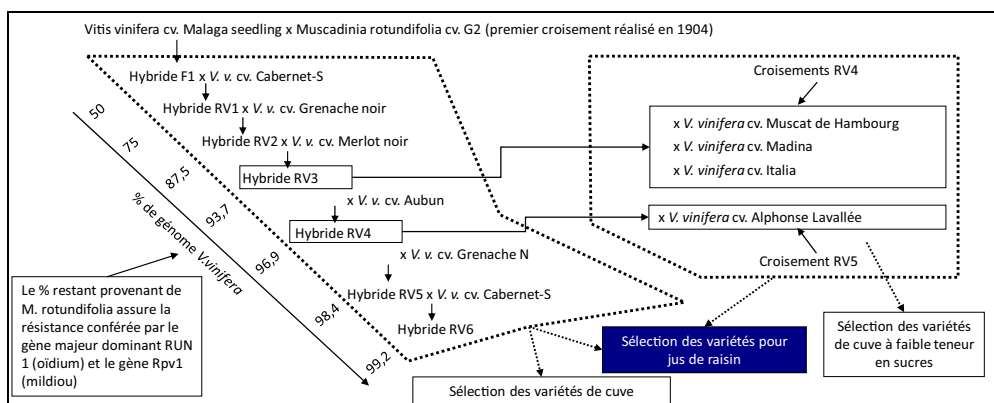 Vitis vinifera cv. Malaga seedling x Muscadinia rotundifolia cv. G2 (premier croisement réalisé en 1904)
Hybride F1 x V. v. cv. Cabernet-S
Hybride RV1 x V. v. cv. Grenache noir
Hybride RV2 x V. v. cv. Merlot noir
Hybride RV3
x V. v. cv. Aubun
Hybride RV4
x V. v. cv. Grenache N
Hybride RV5 x V. v. cv. Cabernet-S
Hybride RV6
50
75
87,5
93,7
96,9
98,4
99,2
% de génome V.vinifera
Le % restant provenant de
M. rotundifolia assure la
résistance conférée par le
gène majeur dominant RUN
1 (oïdium) et le gène Rpv1
(mildiou)
Croisements RV4
x V. vinifera cv. Muscat de Hambourg
x V. vinifera cv. Madina
x V. vinifera cv. Italia
x V. vinifera cv. Alphonse Lavallée
Croisement RV5
Sélection des variétés de cuve
Sélection des variétés pour
jus de raisin
Sélection des variétés
de cuve à faible teneur
en sucres